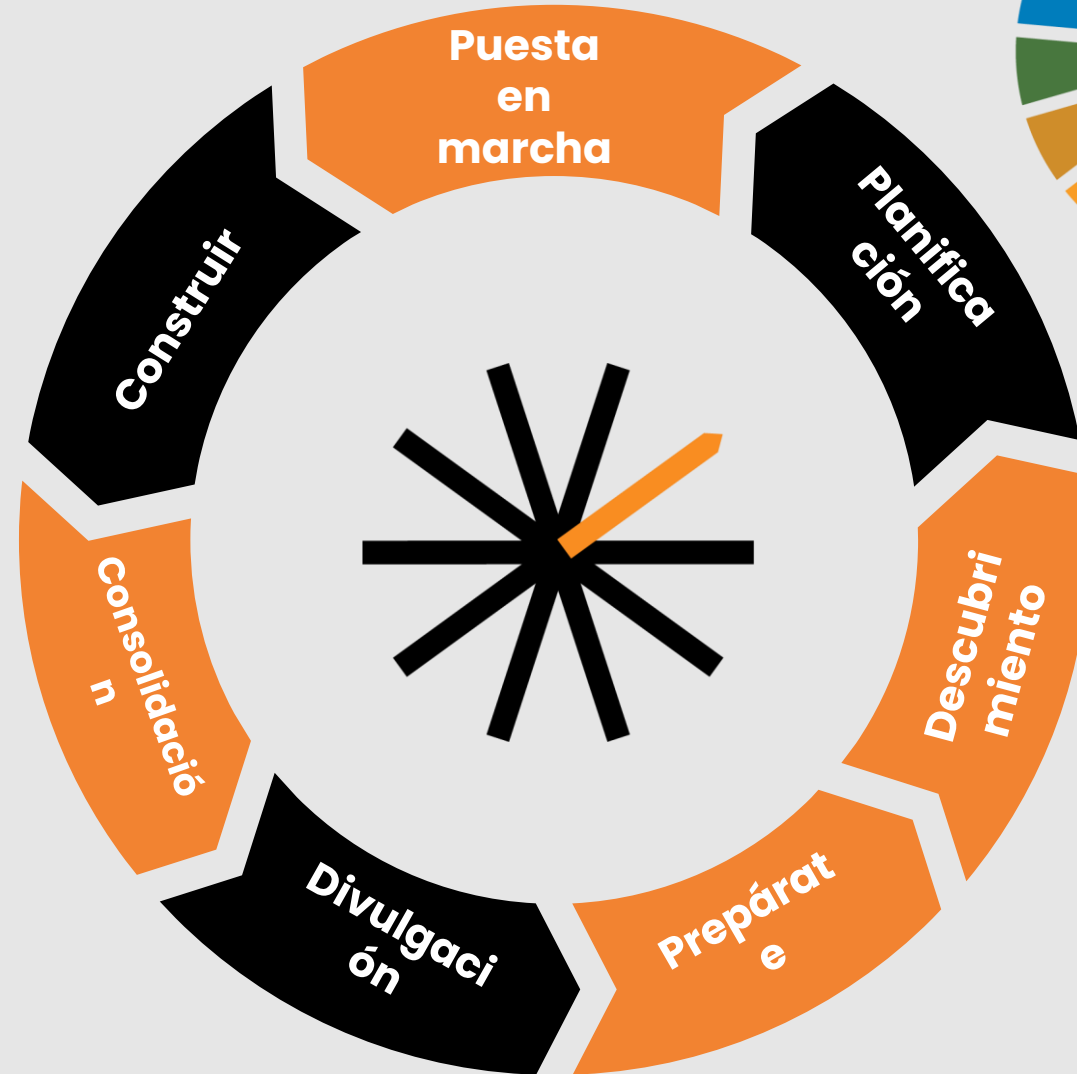 Puesta
en
marcha
Planifica
ción
Descubri
miento
Prepárat
e
Divulgaci
ón
Consolidació
n
Construir